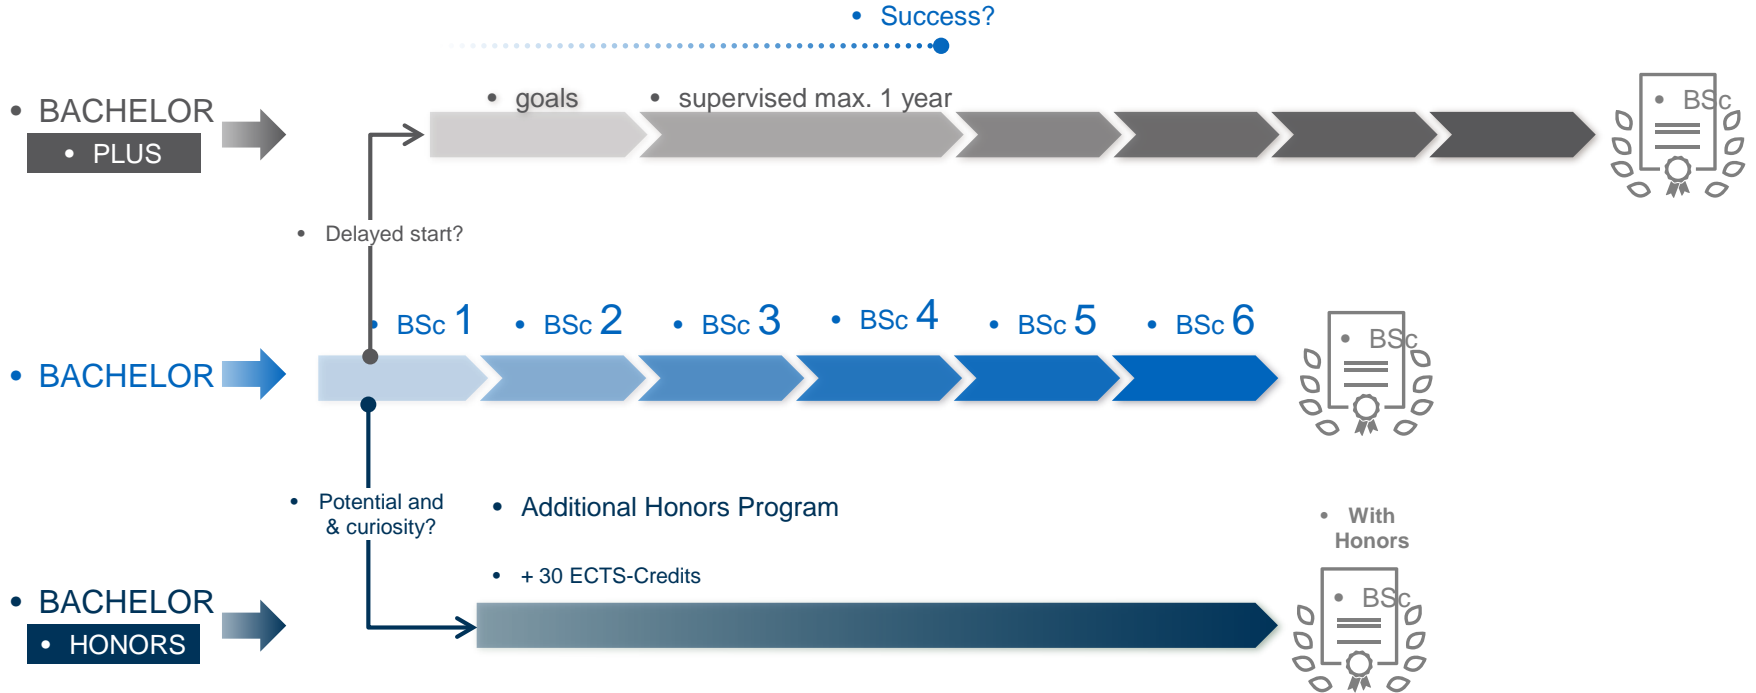 • Success?
• BACHELOR
• PLUS
• goals
• supervised max. 1 year
• BSc
• Delayed start?
• BSc 1
• BSc 2
• BSc 3
• BSc 4
• BSc 5
• BSc 6
• BACHELOR
• BSc
• Potential and
& curiosity?
• Additional Honors Program
• With
Honors
• + 30 ECTS-Credits
• BACHELOR
• HONORS
• BSc